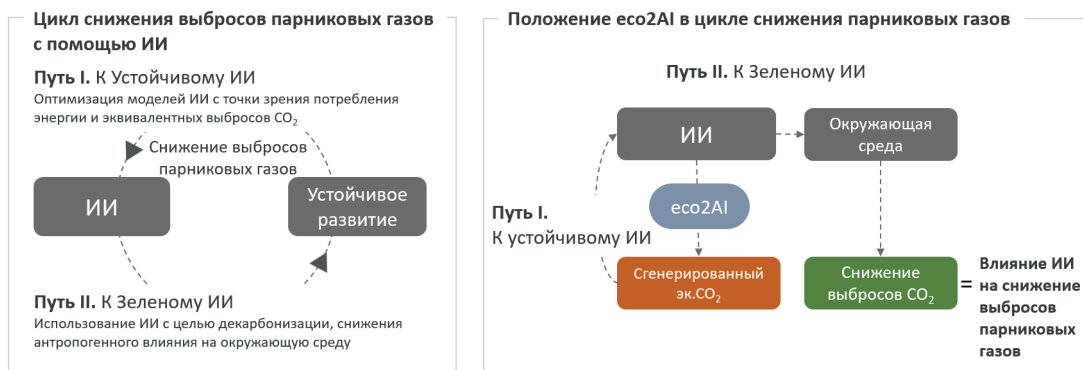 Цикл снижения выбросов парниковых газов
с помощью ИИ
Путь I. К Устойчивому ИИ
Оптимизация моделей ИИ с точки зрения потребления
энергии и эквивалентных выбросов CO₂
Снижение выбросов
парниковых газов
ИИ
Устойчивое
развитие
Путь II. К Зеленому ИИ
Использование ИИ с целью декарбонизации, снижения
антропогенного влияния на окружающую среду
Положение eco2AI в цикле снижения парниковых газов
Путь II. К Зеленому ИИ
ИИ
Окружающая
среда
eco2AI
Путь I.
К устойчивому ИИ
Сгенерированный
эк.CO₂
Снижение
выбросов CO₂
=
Влияние ИИ
на снижение
выбросов
парниковых
газов